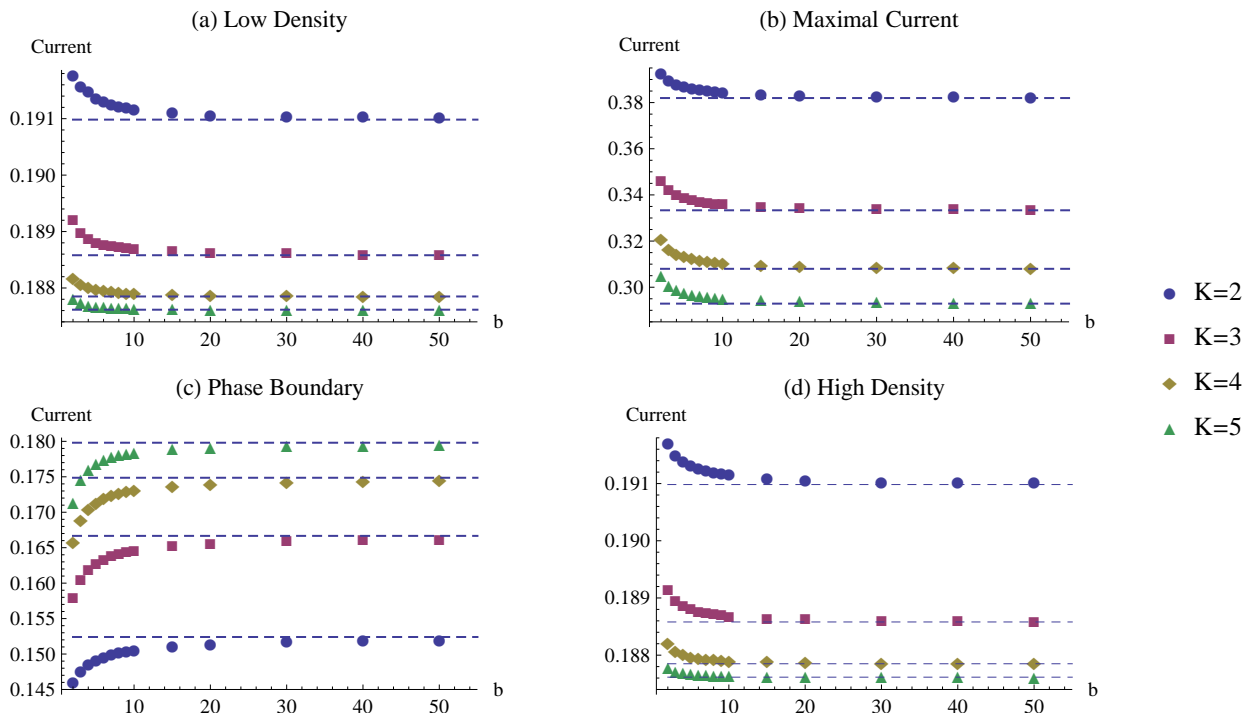 (a) Low Density
Current
0.191
0.190
0.189
0.188
10 20 30 40 50
b
(b) Maximal Current
Current
0.38
0.36
0.34
0.32
0.30
10 20 30 40 50
b
(c) Phase Boundary
Current
0.180
0.175
0.170
0.165
0.160
0.155
0.150
0.145
10 20 30 40 50
b
(d) High Density
Current
0.191
0.190
0.189
0.188
10 20 30 40 50
b
K=2
K=3
K=4
K=5